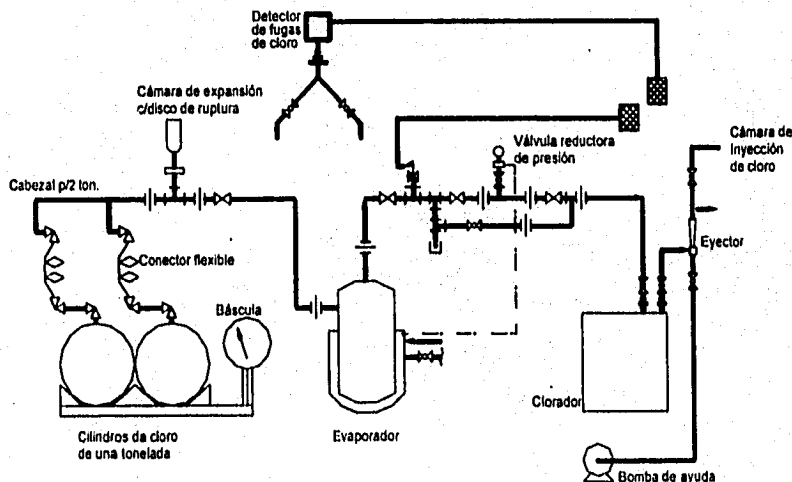 Detector
de fugas
de cloro
Cámara de expansión
c/disco de ruptura
Válvula reductora
de presión
Cámara de
Inyección
de cloro
Cabezal p/2 ton.
Conector flexible
Eyector
Báscula
Clorador
Cilindros da cloro
de una tonelada
Evaporador
Bomba de ayuda